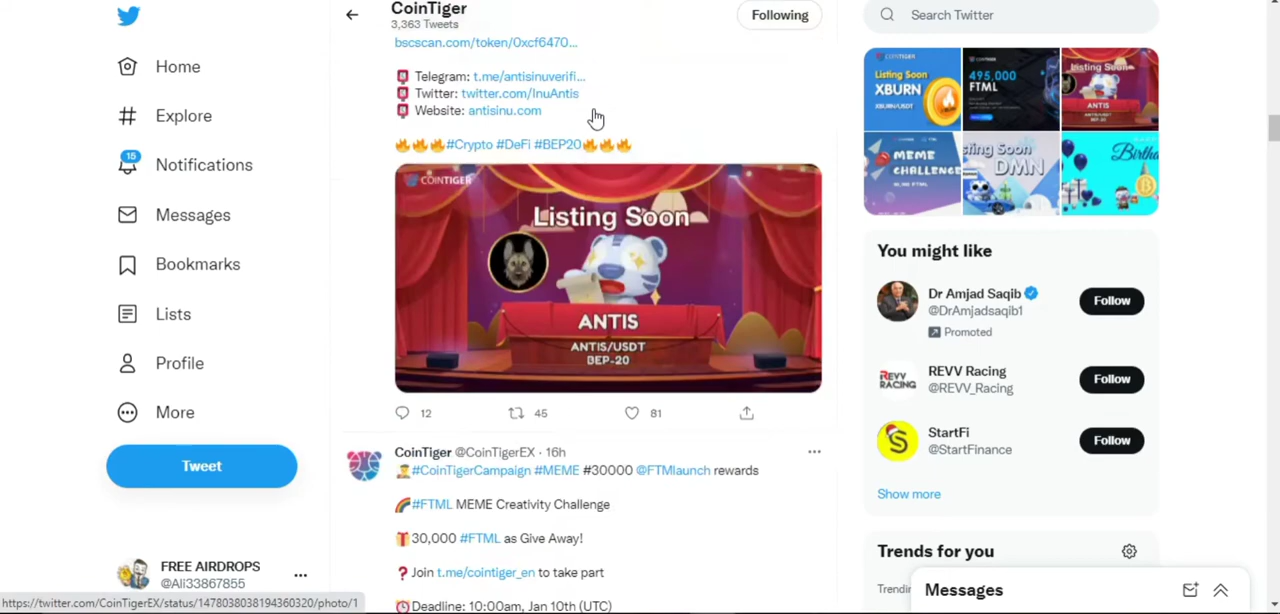 CoinTiger
3,363 Tweets
Following
Search Twitter
Home
Explore
15
Notifications
Messages
Bookmarks
Lists
Profile
More
Tweet
FREE AIRDROPS
@Ali33867855
bscscan.com/token/0xcf6470...
Telegram: t.me/antisinuverifi...
Twitter: twitter.com/InuAntis
Website: antisinu.com
🔥🔥🔥#Crypto #DeFi #BEP20🔥🔥🔥
COINTIGER
Listing Soon
ANTIS
ANTIS/USDT
BEP-20
12 45 81
CoinTiger @CoinTigerEX · 16h
#CoinTigerCampaign #MEME #30000 @FTMlaunch rewards
🌈#FTML MEME Creativity Challenge
🎁30,000 #FTML as Give Away!
❓Join t.me/cointiger_en to take part
⏰Deadline: 10:00am, Jan 10th (UTC)
COINTIGER
Listing Soon
XBURN
XBURN/USDT
495,000
FTML
Listing Soon
ANTIS
MEME
CHALLENGE
Listing Soon
DMN
Birthda
You might like
Dr Amjad Saqib
@DrAmjadsaqib1
Promoted
Follow
REVV Racing
@REVV_Racing
Follow
StartFi
@StartFinance
Follow
Show more
Trends for you
Trendin
Messages
https://twitter.com/CoinTigerEX/status/1478038038194360320/photo/1